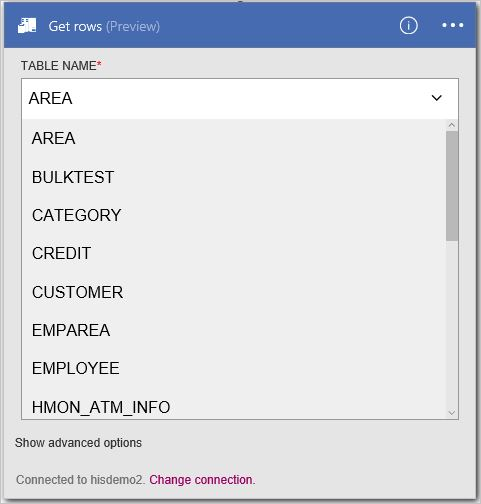 Get rows (Preview)
TABLE NAME*
AREA
AREA
BULKTEST
CATEGORY
CREDIT
CUSTOMER
EMPAREA
EMPLOYEE
HMON_ATM_INFO
Show advanced options
Connected to hisdemo2. Change connection.